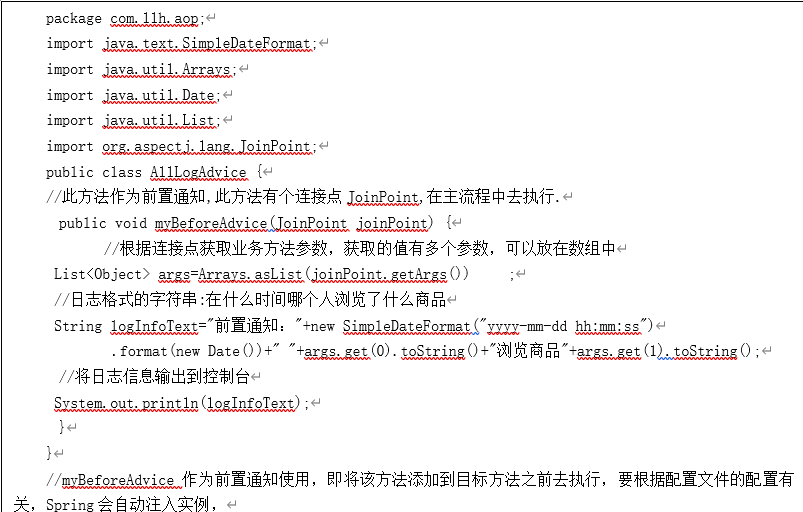 package com.llh.aop;
import java.text.SimpleDateFormat;
import java.util.Arrays;
import java.util.Date;
import java.util.List;
import org.aspectj.lang.JoinPoint;
public class AllLogAdvice {
//此方法作为前置通知,此方法有个连接点 JoinPoint,在主流程中去执行.
public void myBeforeAdvice(JoinPoint joinPoint) {
//根据连接点获取业务方法参数，获取的值有多个参数，可以放在数组中
List<Object> args=Arrays.asList(joinPoint.getArgs()) ;
//日志格式的字符串:在什么时间哪个人浏览了什么商品
String logInfoText="前置通知："+new SimpleDateFormat("yyyy-mm-dd hh:mm:ss")
.format(new Date())+" "+args.get(0).toString()+"浏览商品"+args.get(1).toString();
//将日志信息输出到控制台
System.out.println(logInfoText);
}
}
//myBeforeAdvice 作为前置通知使用，即将该方法添加到目标方法之前去执行，要根据配置文件的配置有
关，Spring 会自动注入实例，